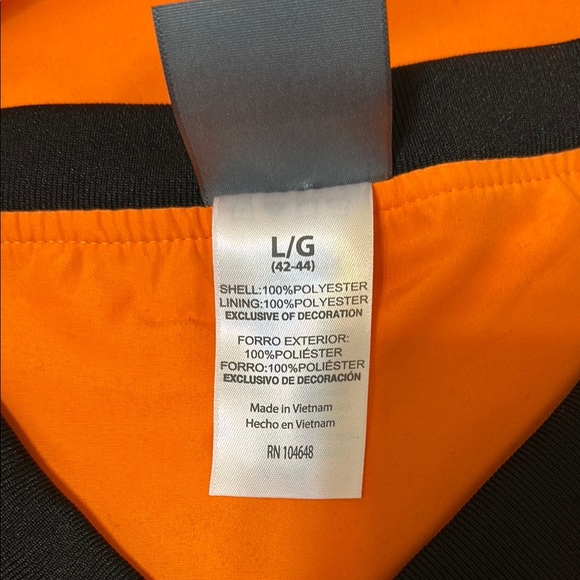 L/G
(42-44)
SHELL:100%POLYESTER
LINING:100%POLYESTER
EXCLUSIVE OF DECORATION
FORRO EXTERIOR:
100%POLIÉSTER
FORRO:100%POLIÉSTER
EXCLUSIVO DE DECORACIÓN
Made in Vietnam
Hecho en Vietnam
RN 104648